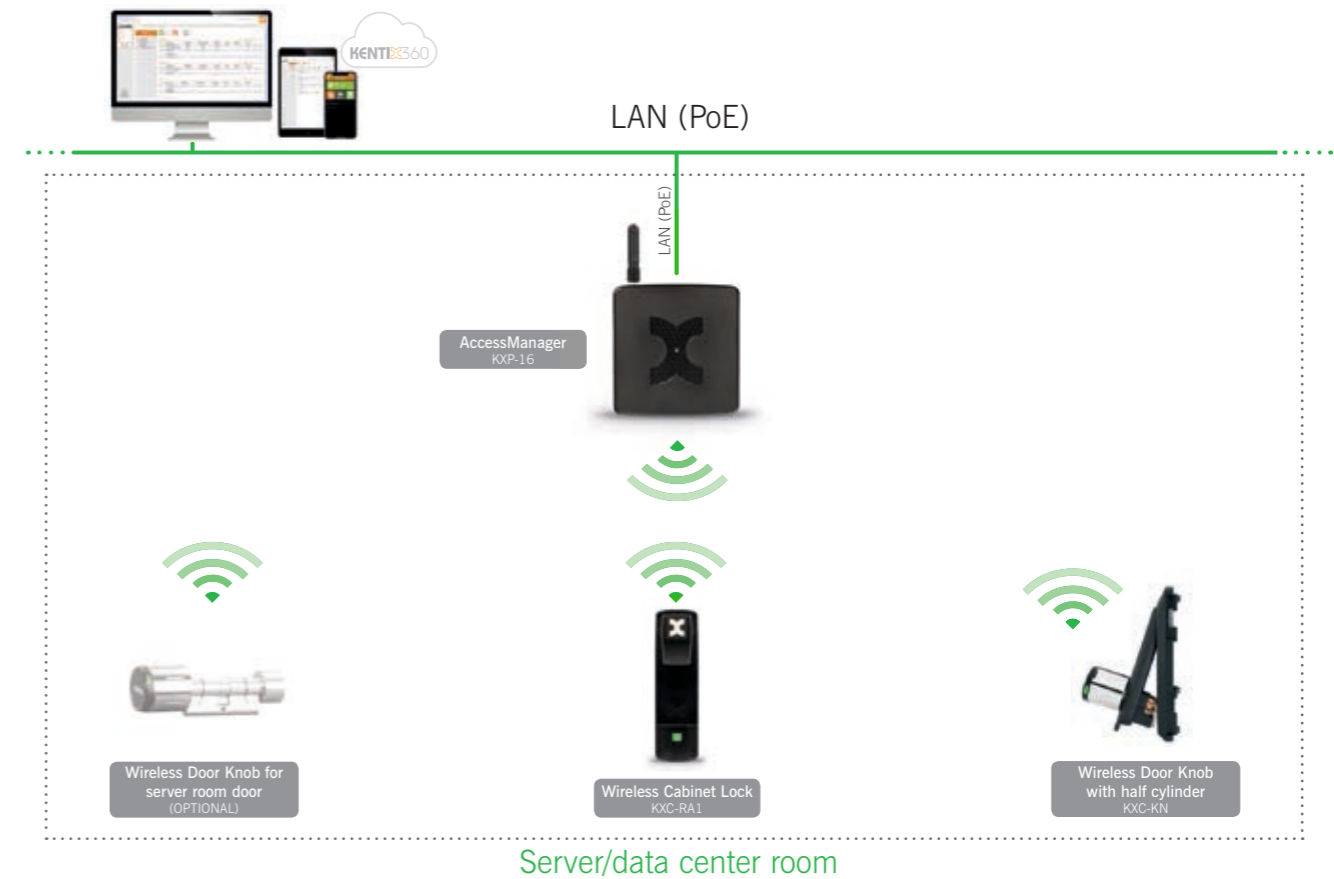 KENTIX360
LAN (PoE)
LAN (PoE)
AccessManager
KXP-16
Wireless Door Knob for
server room door
(OPTIONAL)
Wireless Cabinet Lock
KXC-RA1
Wireless Door Knob
with half cylinder
KXC-KN
Server/data center room